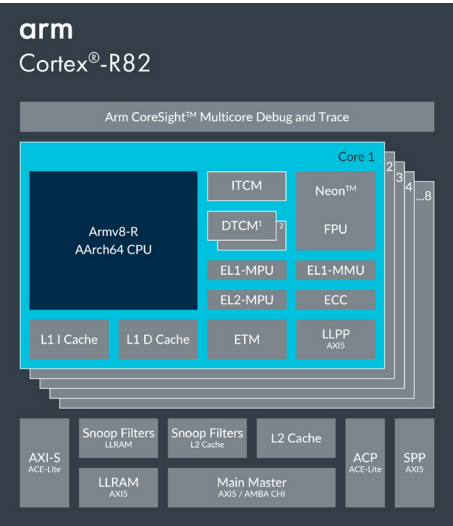 arm
Cortex®-R82
Arm CoreSight™ Multicore Debug and Trace
Core 1
2
3
4
...8
Armv8-R
AArch64 CPU
ITCM
DTCM¹
2
Neon™
FPU
EL1-MPU
EL1-MMU
EL2-MPU
ECC
L1 I Cache
L1 D Cache
ETM
LLPP
AXI5
AXI-S
ACE-Lite
Snoop Filters
LLRAM
Snoop Filters
L2 Cache
L2 Cache
ACP
ACE-Lite
SPP
AXI5
LLRAM
AXI5
Main Master
AXI5 / AMBA CHI